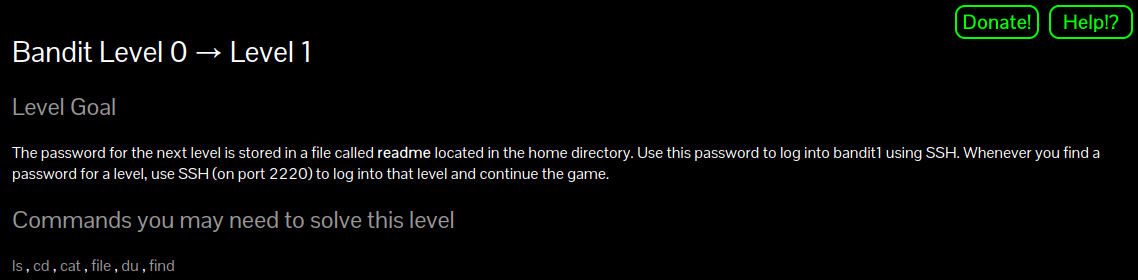 Donate! Help!?
Bandit Level 0 → Level 1
Level Goal
The password for the next level is stored in a file called readme located in the home directory. Use this password to log into bandit1 using SSH. Whenever you find a
password for a level, use SSH (on port 2220) to log into that level and continue the game.
Commands you may need to solve this level
ls , cd , cat , file , du , find